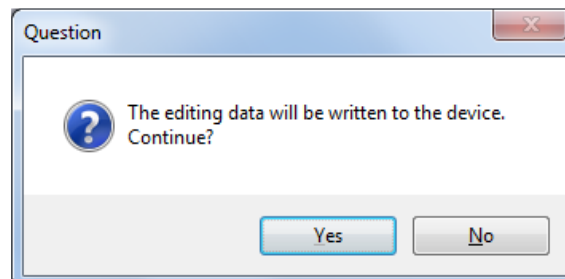 Question
The editing data will be written to the device.
Continue?
Yes
No